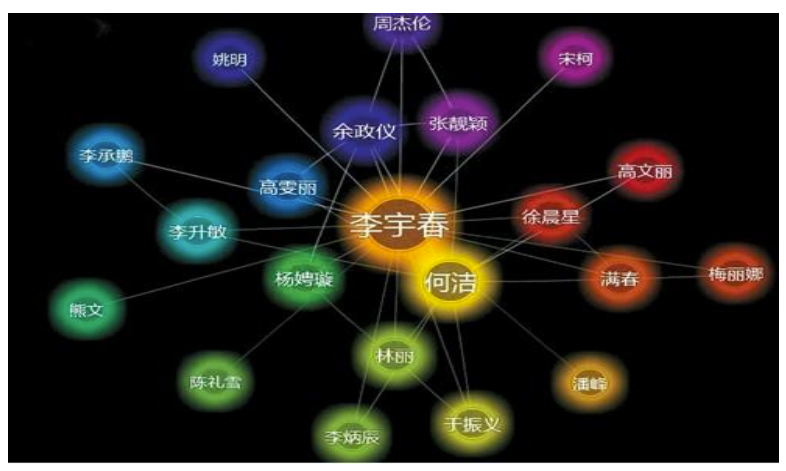 周杰伦
姚明
宋柯
余政仪
张靓颖
李承鹏
高雯丽
高文丽
李宇春
徐晨星
李升敏
杨娉璇
何洁
满春
梅丽娜
熊文
林丽
陈礼雪
潘峰
李炳辰
于振义